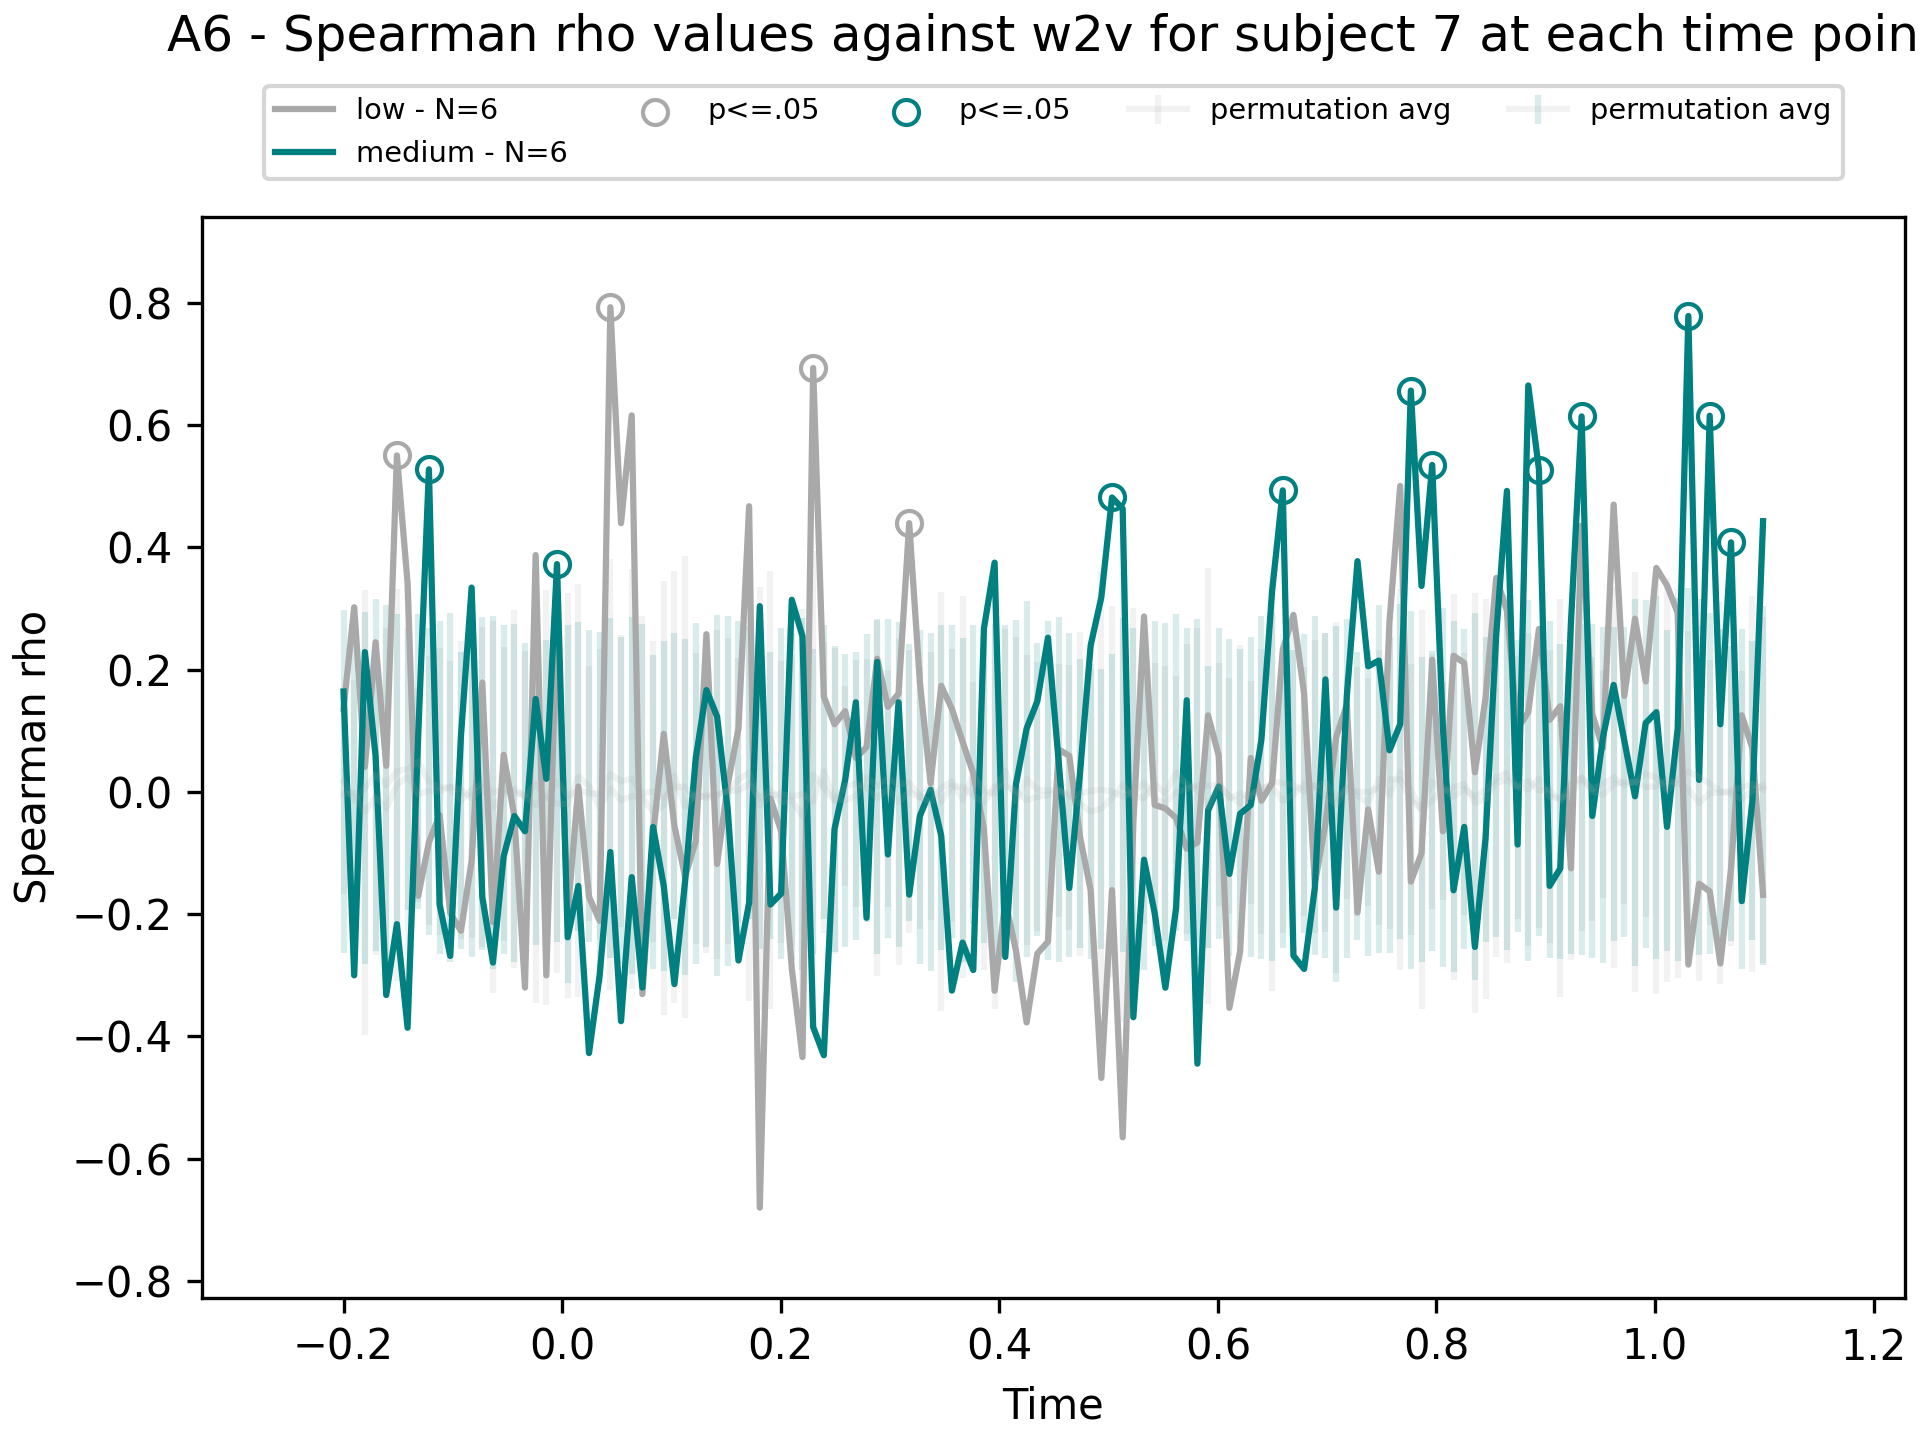 A6 - Spearman rho values against w2v for subject 7 at each time poin
low - N=6
medium - N=6
p<=.05
p<=.05
permutation avg
permutation avg
Spearman rho
0.8
0.6
0.4
0.2
0.0
−0.2
−0.4
−0.6
−0.8
−0.2 0.0 0.2 0.4 0.6 0.8 1.0 1.2
Time